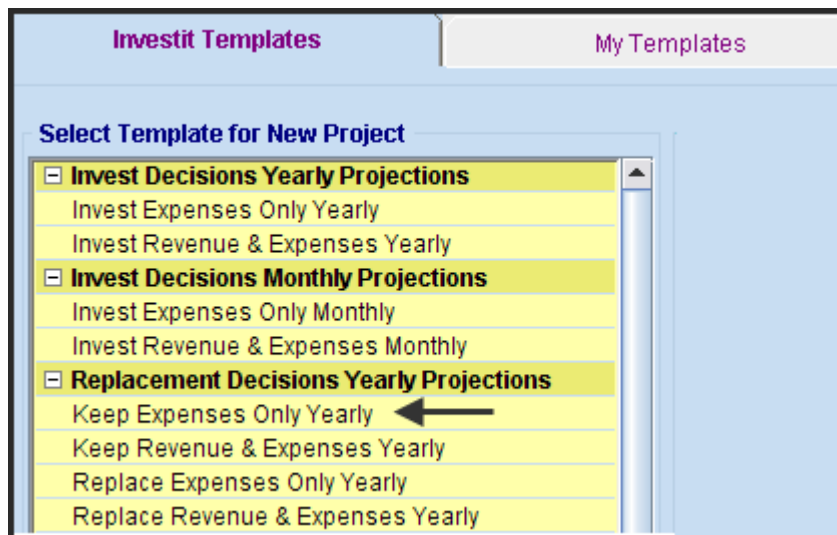 Investit Templates
My Templates
Select Template for New Project
Invest Decisions Yearly Projections
Invest Expenses Only Yearly
Invest Revenue & Expenses Yearly
Invest Decisions Monthly Projections
Invest Expenses Only Monthly
Invest Revenue & Expenses Monthly
Replacement Decisions Yearly Projections
Keep Expenses Only Yearly
Keep Revenue & Expenses Yearly
Replace Expenses Only Yearly
Replace Revenue & Expenses Yearly